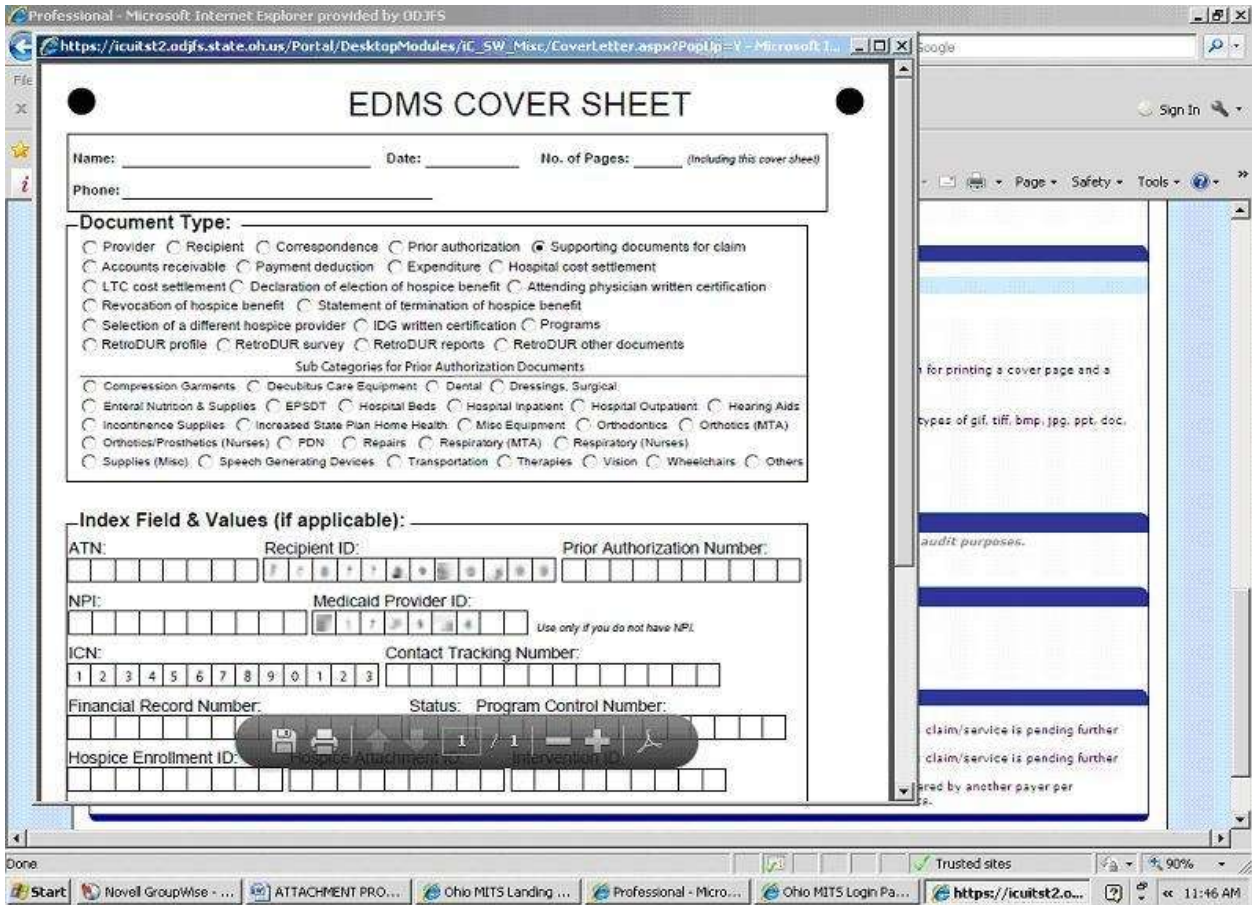 Professional - Microsoft Internet Explorer provided by ODJFS
https://icuitst2.odjfs.state.oh.us/Portal/DesktopModules/iC_SW_Misc/CoverLetter.aspx?PopUp=Y - Microsoft I...
Google
File
Sign In
Page Safety Tools
EDMS COVER SHEET
Name: Date: No. of Pages: (Including this cover sheet)
Phone:
Document Type:
Provider Recipient Correspondence Prior authorization Supporting documents for claim
Accounts receivable Payment deduction Expenditure Hospital cost settlement
LTC cost settlement Declaration of election of hospice benefit Attending physician written certification
Revocation of hospice benefit Statement of termination of hospice benefit
Selection of a different hospice provider IDG written certification Programs
RetroDUR profile RetroDUR survey RetroDUR reports RetroDUR other documents
Sub Categories for Prior Authorization Documents
Compression Garments Decubitus Care Equipment Dental Dressings, Surgical
Enteral Nutrition & Supplies EPSDT Hospital Beds Hospital Inpatient Hospital Outpatient Hearing Aids
Incontinence Supplies Increased State Plan Home Health Misc Equipment Orthodontics Orthotics (MTA)
Orthotics/Prosthetics (Nurses) PDN Repairs Respiratory (MTA) Respiratory (Nurses)
Supplies (Misc) Speech Generating Devices Transportation Therapies Vision Wheelchairs Others
Index Field & Values (if applicable):
ATN: Recipient ID: Prior Authorization Number:
NPI: Medicaid Provider ID:
Use only if you do not have NPI.
ICN: Contact Tracking Number:
1 2 3 4 5 6 7 8 9 0 1 2 3
Financial Record Number: Status: Program Control Number:
1 / 1
Hospice Enrollment ID: Hospice Attachment ID: Intervention ID:
for printing a cover page and a
types of gif, tiff, bmp, jpg, ppt, doc,
audit purposes.
claim/service is pending further
claim/service is pending further
ered by another payer per
Done Trusted sites 90%
Start Novell GroupWise - ... ATTACHMENT PRO... Ohio MITS Landing ... Professional - Micro... Ohio MITS Login Pa... https://icuitst2.o... 11:46 AM